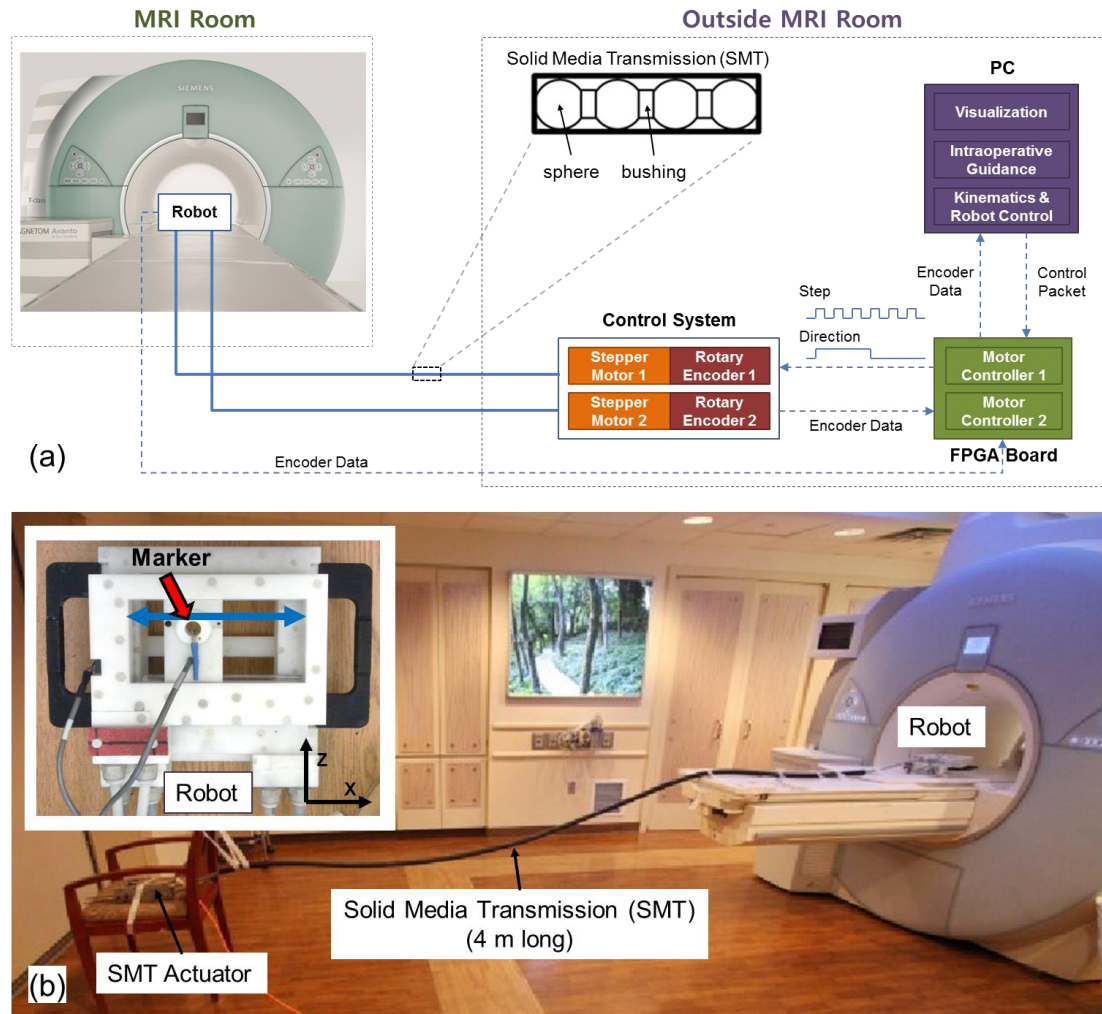 MRI Room
Outside MRI Room
SIEMENS
T-class
MAGNETOM Avanto
Robot
Solid Media Transmission (SMT)
sphere
bushing
PC
Visualization
Intraoperative
Guidance
Kinematics &
Robot Control
Encoder
Data
Control
Packet
Step
Direction
Control System
Stepper
Motor 1
Rotary
Encoder 1
Stepper
Motor 2
Rotary
Encoder 2
Motor
Controller 1
Motor
Controller 2
Encoder Data
FPGA Board
(a)
Encoder Data
Marker
Robot
Z
X
SIEMENS
Robot
Solid Media Transmission (SMT)
(4 m long)
SMT Actuator
(b)